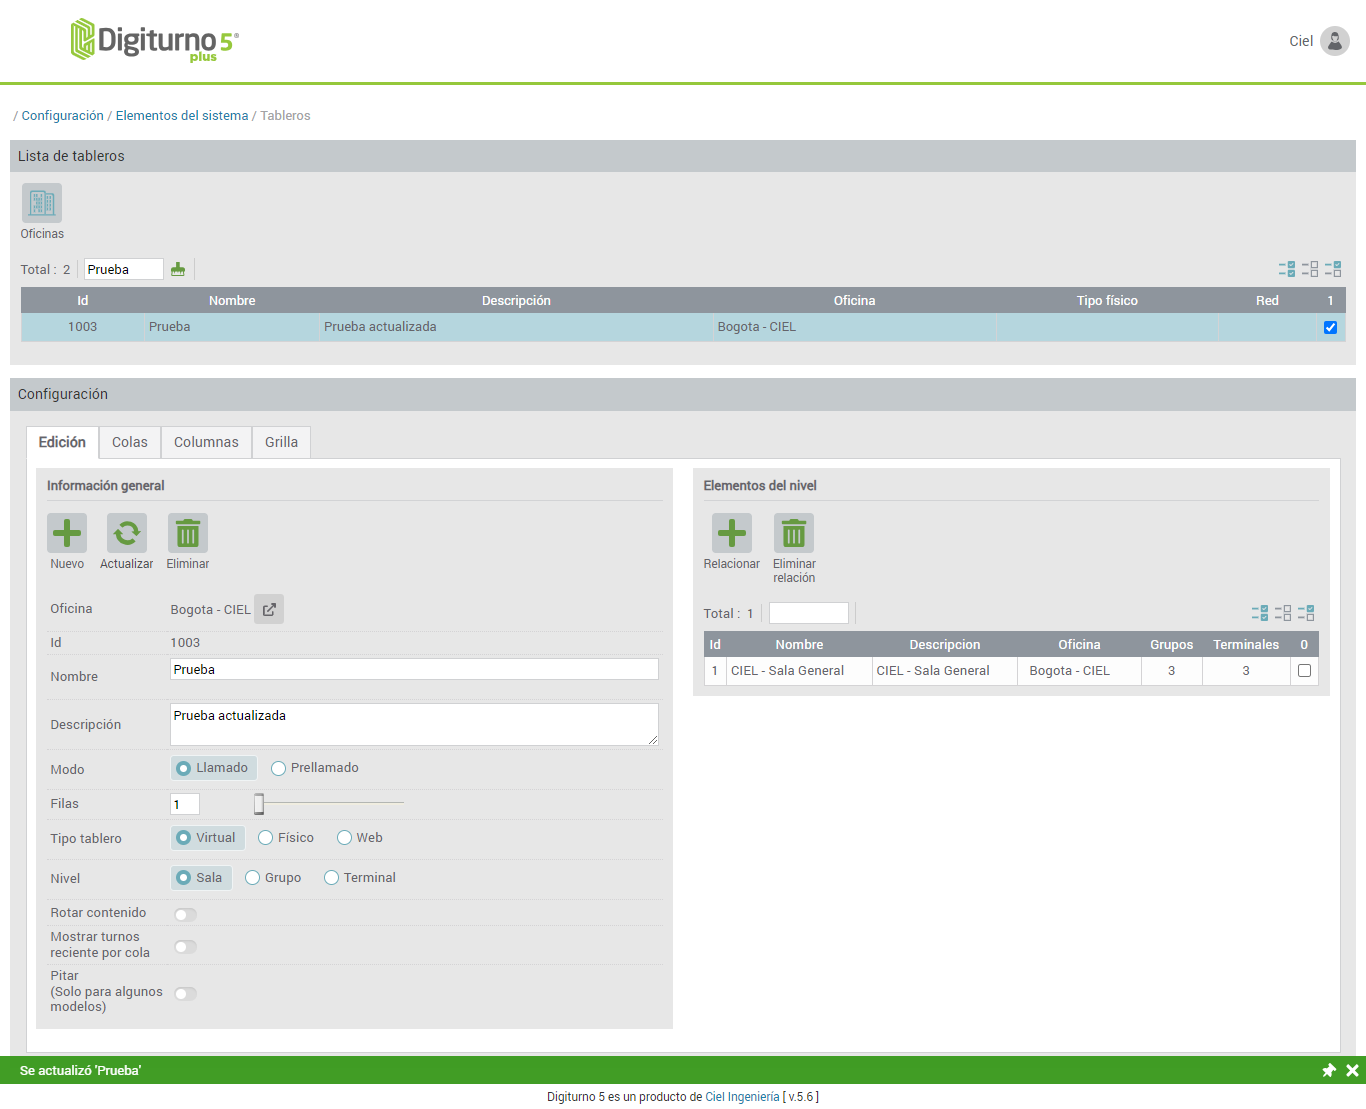 Digiturno 5®
plus
Ciel
/ Configuración / Elementos del sistema / Tableros
Lista de tableros
Oficinas
Total : 2 Prueba
Id Nombre Descripción Oficina Tipo físico Red 1
1003 Prueba Prueba actualizada Bogota - CIEL
Configuración
Edición Colas Columnas Grilla
Información general
Nuevo Actualizar Eliminar
Oficina Bogota - CIEL
Id 1003
Nombre Prueba
Descripción Prueba actualizada
Modo Llamado Prellamado
Filas 1
Tipo tablero Virtual Físico Web
Nivel Sala Grupo Terminal
Rotar contenido
Mostrar turnos
reciente por cola
Pitar
(Solo para algunos
modelos)
Elementos del nivel
Relacionar Eliminar
relación
Total : 1
Id Nombre Descripcion Oficina Grupos Terminales 0
1 CIEL - Sala General CIEL - Sala General Bogota - CIEL 3 3
Se actualizó 'Prueba'
Digiturno 5 es un producto de Ciel Ingeniería [ v.5.6 ]